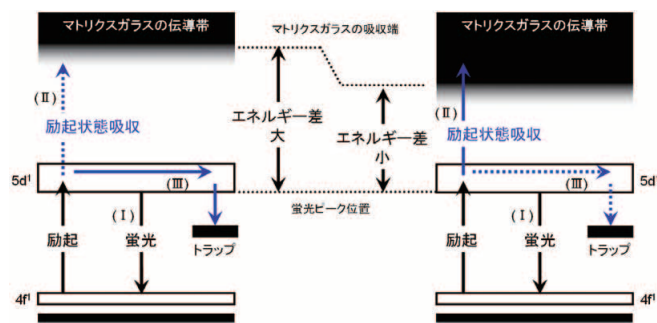 マトリクスガラスの伝導帯
マトリクスガラスの吸収端
マトリクスガラスの伝導帯
(Ⅱ)
励起状態吸収
エネルギー差
大
エネルギー差
小
(Ⅱ)
励起状態吸収
5d¹
(Ⅲ)
(Ⅲ)
5d¹
蛍光ピーク位置
(Ⅰ)
励起
蛍光
トラップ
(Ⅰ)
励起
蛍光
トラップ
4f¹
4f¹